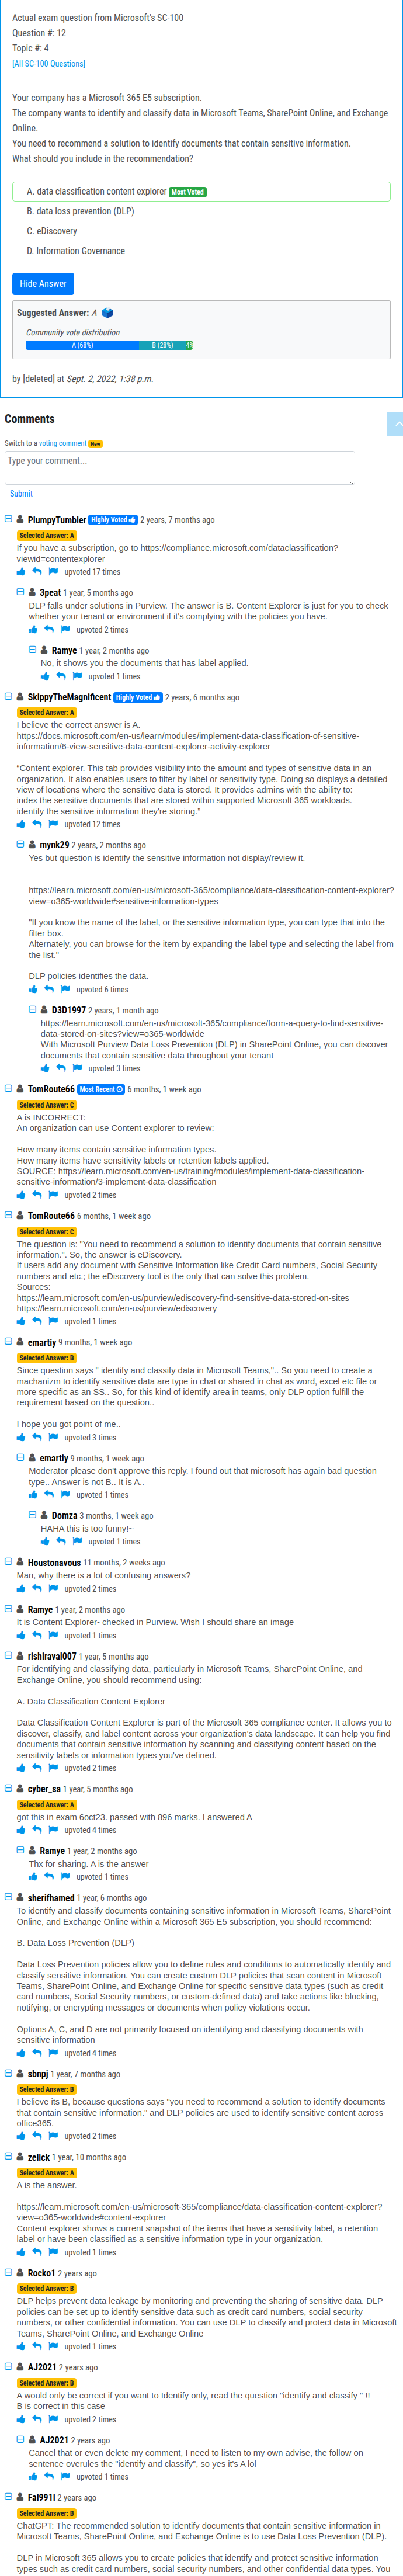 Actual exam question from Microsoft's SC-100
Question #: 12
Topic #: 4
[All SC-100 Questions]
Your company has a Microsoft 365 E5 subscription.
The company wants to identify and classify data in Microsoft Teams, SharePoint Online, and Exchange
Online.
You need to recommend a solution to identify documents that contain sensitive information.
What should you include in the recommendation?
A. data classification content explorer Most Voted
B. data loss prevention (DLP)
C. eDiscovery
D. Information Governance
Hide Answer
Suggested Answer: A
Community vote distribution
A (68%) B (28%) 4%
by [deleted] at Sept. 2, 2022, 1:38 p.m.
Comments
Switch to a voting comment New
Type your comment...
Submit
PlumpyTumbler Highly Voted 2 years, 7 months ago
Selected Answer: A
If you have a subscription, go to https://compliance.microsoft.com/dataclassification?
viewid=contentexplorer
upvoted 17 times
3peat 1 year, 5 months ago
DLP falls under solutions in Purview. The answer is B. Content Explorer is just for you to check
whether your tenant or environment if it's complying with the policies you have.
upvoted 2 times
Ramye 1 year, 2 months ago
No, it shows you the documents that has label applied.
upvoted 1 times
SkippyTheMagnificent Highly Voted 2 years, 6 months ago
Selected Answer: A
I believe the correct answer is A.
https://docs.microsoft.com/en-us/learn/modules/implement-data-classification-of-sensitive-
information/6-view-sensitive-data-content-explorer-activity-explorer
“Content explorer. This tab provides visibility into the amount and types of sensitive data in an
organization. It also enables users to filter by label or sensitivity type. Doing so displays a detailed
view of locations where the sensitive data is stored. It provides admins with the ability to:
index the sensitive documents that are stored within supported Microsoft 365 workloads.
identify the sensitive information they're storing.”
upvoted 12 times
mynk29 2 years, 2 months ago
Yes but question is identify the sensitive information not display/review it.
https://learn.microsoft.com/en-us/microsoft-365/compliance/data-classification-content-explorer?
view=o365-worldwide#sensitive-information-types
"If you know the name of the label, or the sensitive information type, you can type that into the
filter box.
Alternately, you can browse for the item by expanding the label type and selecting the label from
the list."
DLP policies identifies the data.
upvoted 6 times
D3D1997 2 years, 1 month ago
https://learn.microsoft.com/en-us/microsoft-365/compliance/form-a-query-to-find-sensitive-
data-stored-on-sites?view=o365-worldwide
With Microsoft Purview Data Loss Prevention (DLP) in SharePoint Online, you can discover
documents that contain sensitive data throughout your tenant
upvoted 3 times
TomRoute66 Most Recent 6 months, 1 week ago
Selected Answer: C
A is INCORRECT:
An organization can use Content explorer to review:
How many items contain sensitive information types.
How many items have sensitivity labels or retention labels applied.
SOURCE: https://learn.microsoft.com/en-us/training/modules/implement-data-classification-
sensitive-information/3-implement-data-classification
upvoted 2 times
TomRoute66 6 months, 1 week ago
Selected Answer: C
The question is: "You need to recommend a solution to identify documents that contain sensitive
information.". So, the answer is eDiscovery.
If users add any document with Sensitive Information like Credit Card numbers, Social Security
numbers and etc.; the eDiscovery tool is the only that can solve this problem.
Sources:
https://learn.microsoft.com/en-us/purview/ediscovery-find-sensitive-data-stored-on-sites
https://learn.microsoft.com/en-us/purview/ediscovery
upvoted 1 times
emartiy 9 months, 1 week ago
Selected Answer: B
Since question says " identify and classify data in Microsoft Teams,".. So you need to create a
machanizm to identify sensitive data are type in chat or shared in chat as word, excel etc file or
more specific as an SS.. So, for this kind of identify area in teams, only DLP option fulfill the
requirement based on the question..
I hope you got point of me..
upvoted 3 times
emartiy 9 months, 1 week ago
Moderator please don't approve this reply. I found out that microsoft has again bad question
type.. Answer is not B.. It is A..
upvoted 1 times
Domza 3 months, 1 week ago
HAHA this is too funny!~
upvoted 1 times
Houstonavous 11 months, 2 weeks ago
Man, why there is a lot of confusing answers?
upvoted 2 times
Ramye 1 year, 2 months ago
It is Content Explorer- checked in Purview. Wish I should share an image
upvoted 1 times
rishiraval007 1 year, 5 months ago
For identifying and classifying data, particularly in Microsoft Teams, SharePoint Online, and
Exchange Online, you should recommend using:
A. Data Classification Content Explorer
Data Classification Content Explorer is part of the Microsoft 365 compliance center. It allows you to
discover, classify, and label content across your organization's data landscape. It can help you find
documents that contain sensitive information by scanning and classifying content based on the
sensitivity labels or information types you've defined.
upvoted 2 times
cyber_sa 1 year, 5 months ago
Selected Answer: A
got this in exam 6oct23. passed with 896 marks. I answered A
upvoted 4 times
Ramye 1 year, 2 months ago
Thx for sharing. A is the answer
upvoted 1 times
sherifhamed 1 year, 6 months ago
To identify and classify documents containing sensitive information in Microsoft Teams, SharePoint
Online, and Exchange Online within a Microsoft 365 E5 subscription, you should recommend:
B. Data Loss Prevention (DLP)
Data Loss Prevention policies allow you to define rules and conditions to automatically identify and
classify sensitive information. You can create custom DLP policies that scan content in Microsoft
Teams, SharePoint Online, and Exchange Online for specific sensitive data types (such as credit
card numbers, Social Security numbers, or custom-defined data) and take actions like blocking,
notifying, or encrypting messages or documents when policy violations occur.
Options A, C, and D are not primarily focused on identifying and classifying documents with
sensitive information
upvoted 4 times
sbnpj 1 year, 7 months ago
Selected Answer: B
I believe its B, because questions says "you need to recommend a solution to identify documents
that contain sensitive information." and DLP policies are used to identify sensitive content across
office365.
upvoted 2 times
zellck 1 year, 10 months ago
Selected Answer: A
A is the answer.
https://learn.microsoft.com/en-us/microsoft-365/compliance/data-classification-content-explorer?
view=o365-worldwide#content-explorer
Content explorer shows a current snapshot of the items that have a sensitivity label, a retention
label or have been classified as a sensitive information type in your organization.
upvoted 1 times
Rocko1 2 years ago
Selected Answer: B
DLP helps prevent data leakage by monitoring and preventing the sharing of sensitive data. DLP
policies can be set up to identify sensitive data such as credit card numbers, social security
numbers, or other confidential information. You can use DLP to classify and protect data in Microsoft
Teams, SharePoint Online, and Exchange Online
upvoted 1 times
AJ2021 2 years ago
Selected Answer: B
A would only be correct if you want to Identify only, read the question "identify and classify " !!
B is correct in this case
upvoted 2 times
AJ2021 2 years ago
Cancel that or even delete my comment, I need to listen to my own advise, the follow on
sentence overules the "identify and classify", so yes it's A lol
upvoted 1 times
Fal991l 2 years ago
Selected Answer: B
ChatGPT: The recommended solution to identify documents that contain sensitive information in
Microsoft Teams, SharePoint Online, and Exchange Online is to use Data Loss Prevention (DLP).
DLP in Microsoft 365 allows you to create policies that identify and protect sensitive information
types such as credit card numbers, social security numbers, and other confidential data types. You